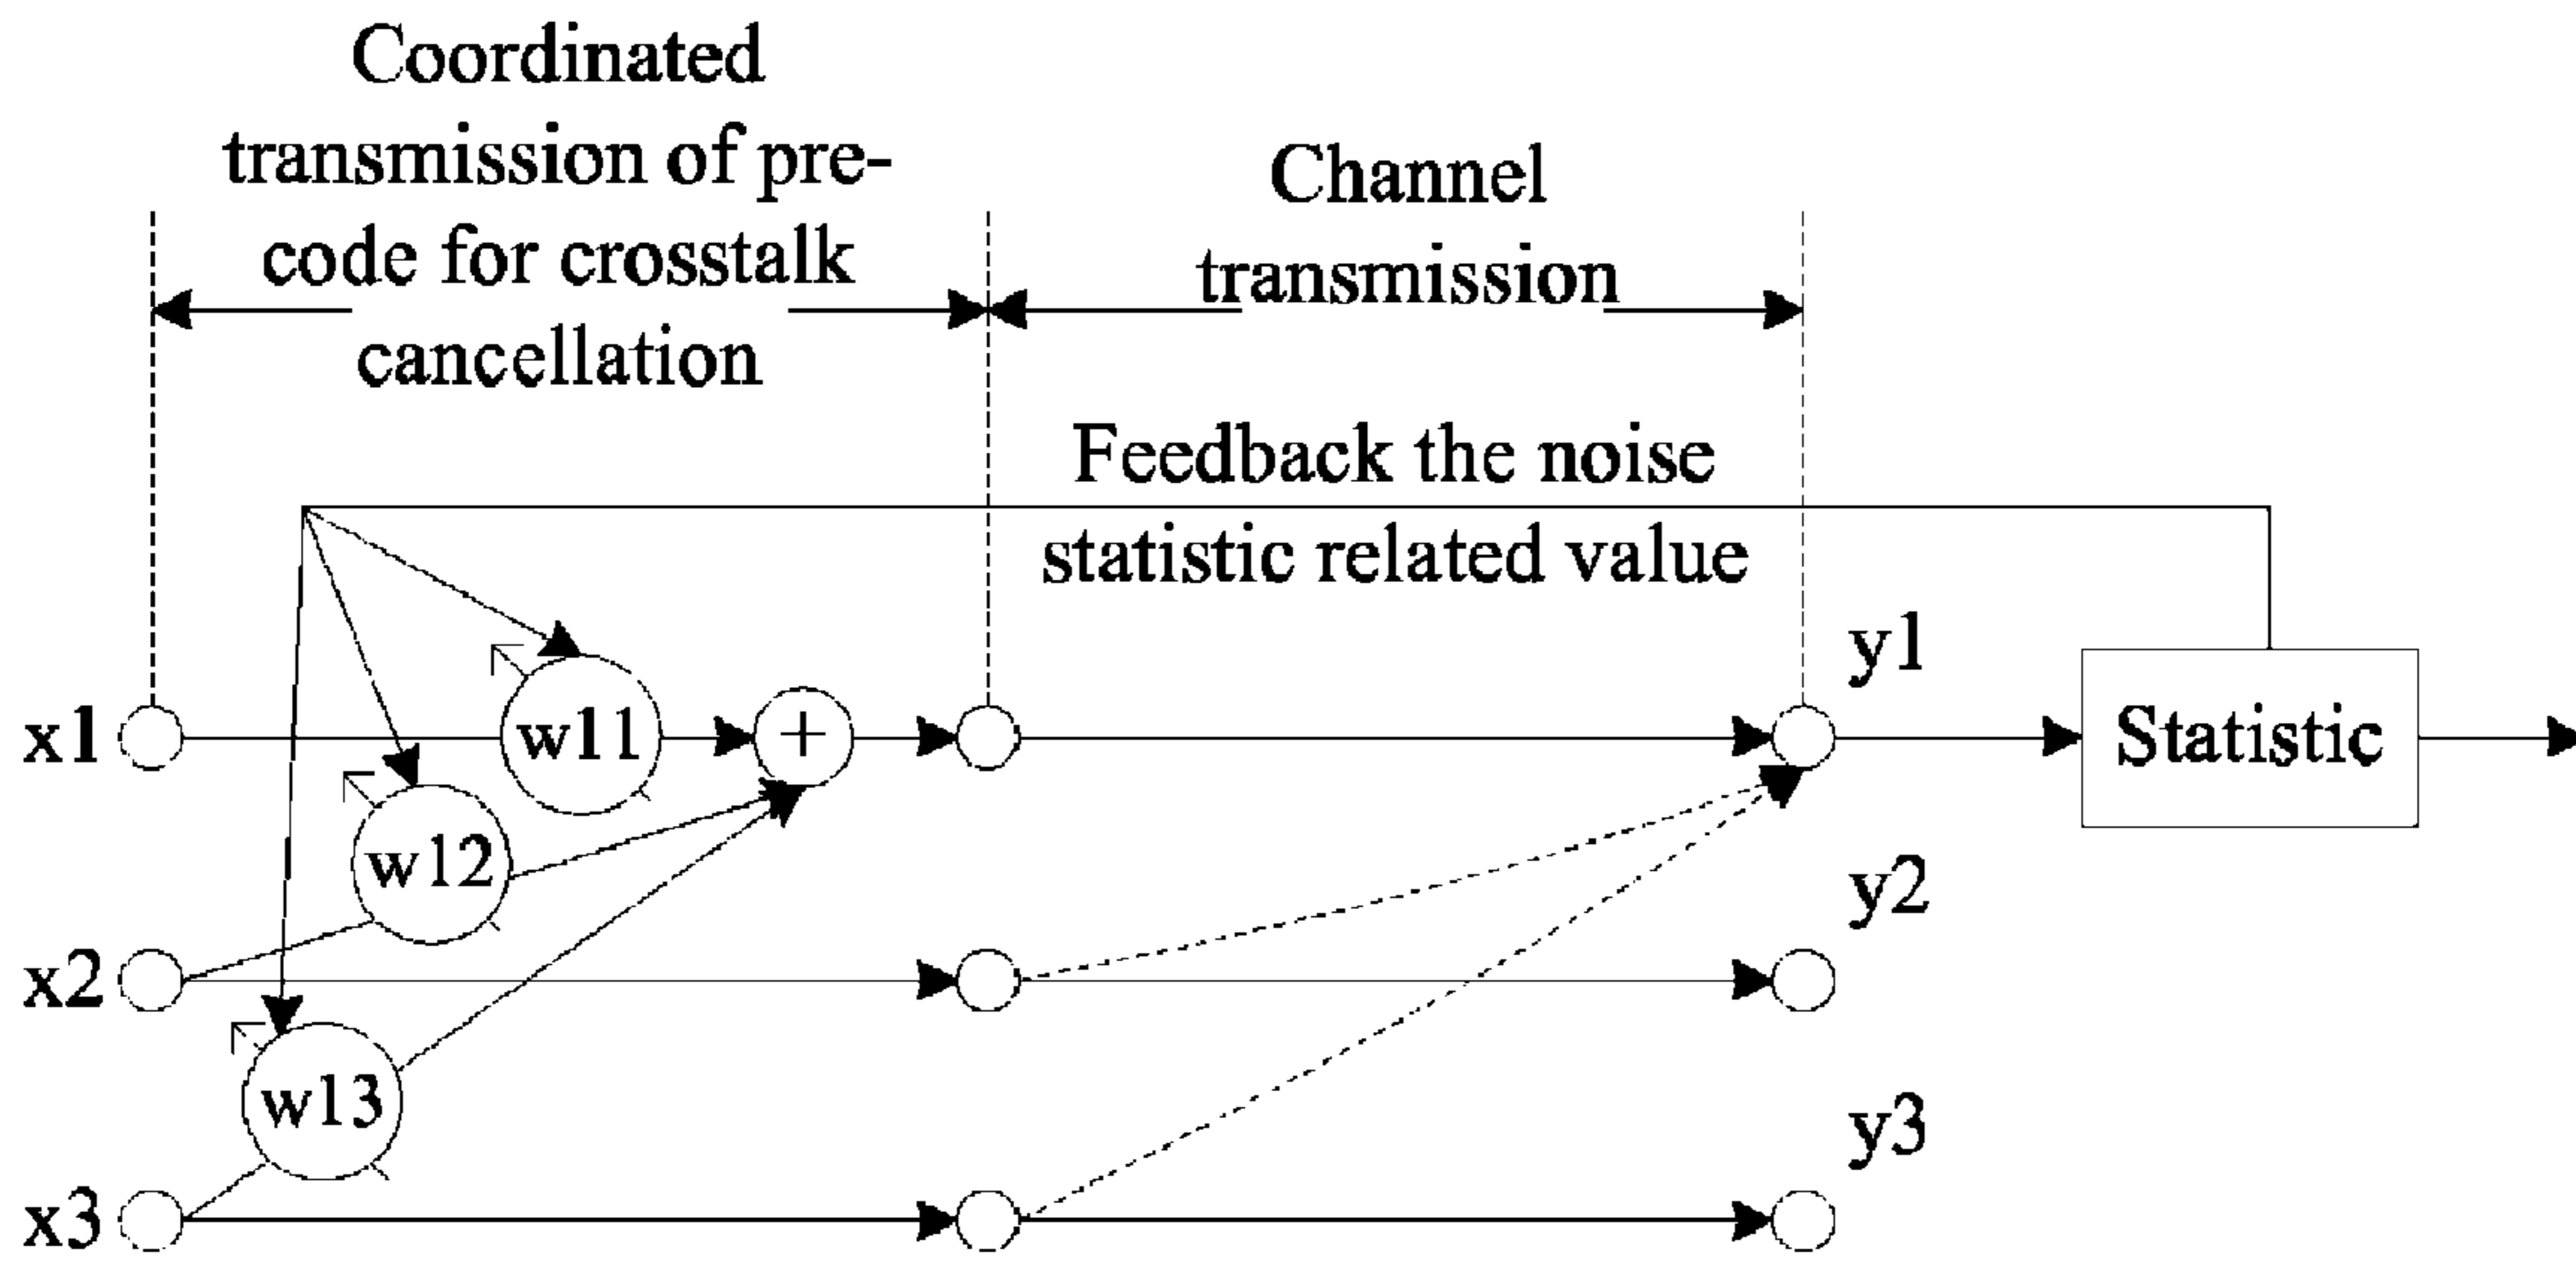 Coordinated
transmission of pre-
code for crosstalk
cancellation
Channel
transmission
Feedback the noise
statistic related value
x1
w11
+
y1
Statistic
w12
x2
y2
w13
x3
y3